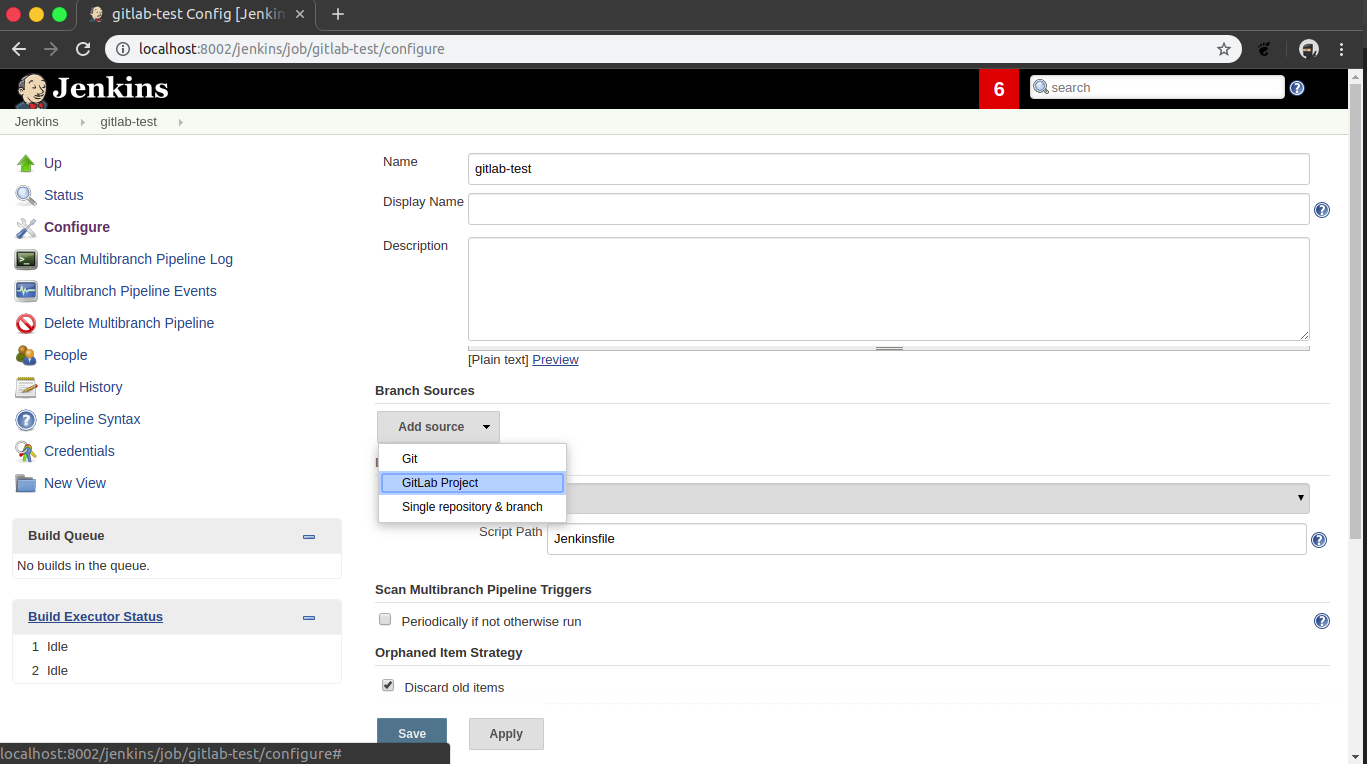 gitlab-test Config [Jenkin
localhost:8002/jenkins/job/gitlab-test/configure
Jenkins
6
search
Jenkins
gitlab-test
Up
Status
Configure
Scan Multibranch Pipeline Log
Multibranch Pipeline Events
Delete Multibranch Pipeline
People
Build History
Pipeline Syntax
Credentials
New View
Build Queue
No builds in the queue.
Build Executor Status
1 Idle
2 Idle
Name
gitlab-test
Display Name
Description
[Plain text] Preview
Branch Sources
Add source
Git
GitLab Project
Single repository & branch
Script Path
Jenkinsfile
Scan Multibranch Pipeline Triggers
Periodically if not otherwise run
Orphaned Item Strategy
Discard old items
Save Apply
localhost:8002/jenkins/job/gitlab-test/configure#